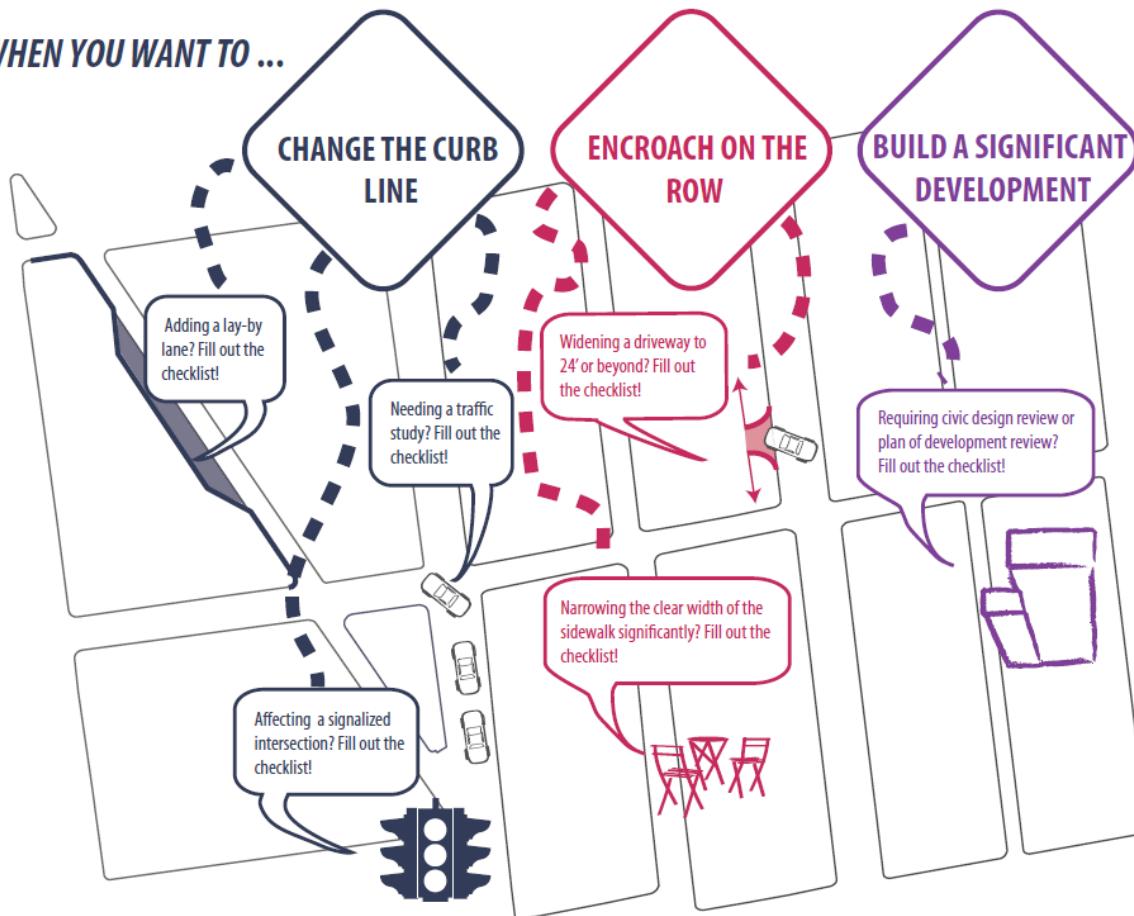 WHEN YOU WANT TO ...
CHANGE THE CURB
LINE
ENCROACH ON THE
ROW
BUILD A SIGNIFICANT
DEVELOPMENT
Adding a lay-by
lane? Fill out the
checklist!
Needing a traffic
study? Fill out the
checklist!
Affecting a signalized
intersection? Fill out the
checklist!
Widening a driveway to
24' or beyond? Fill out
the checklist!
Narrowing the clear width of the
sidewalk significantly? Fill out the
checklist!
Requiring civic design review or
plan of development review?
Fill out the checklist!